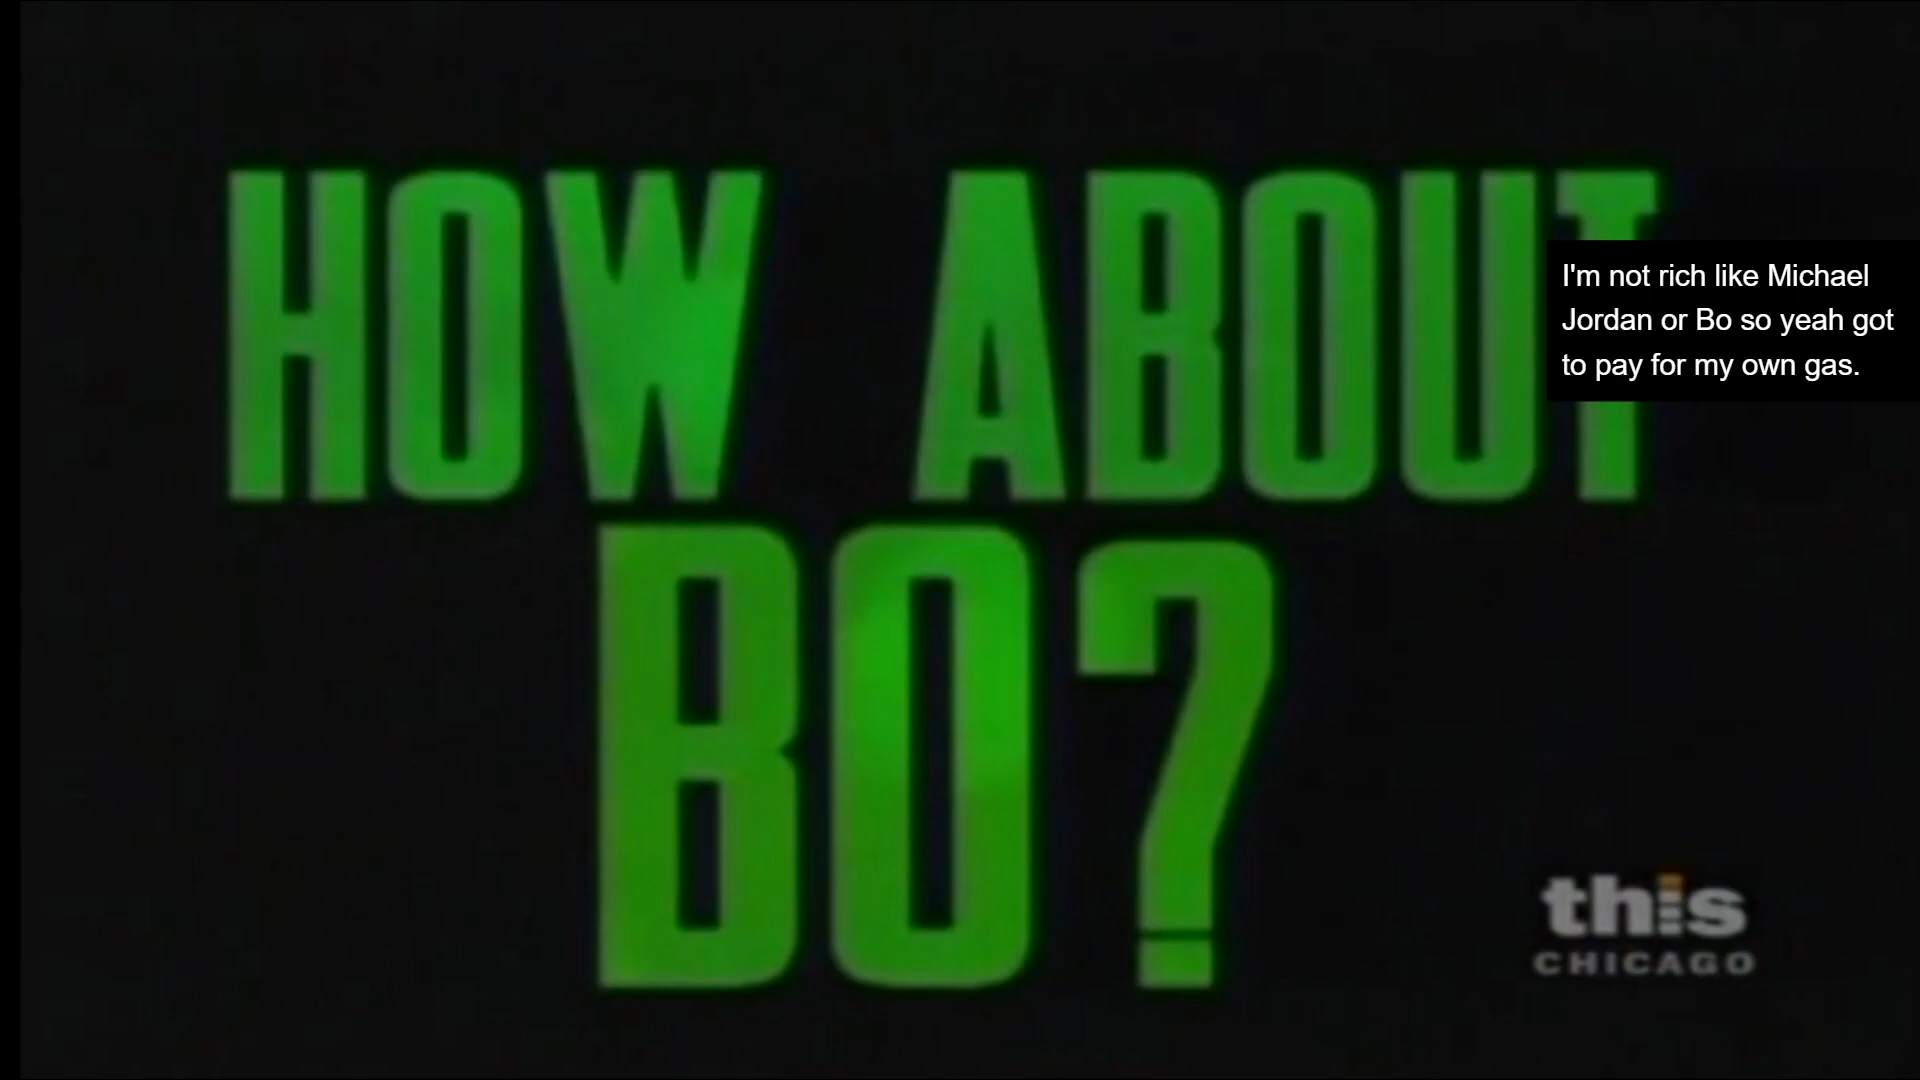 HOW ABOUT
I'm not rich like Michael
Jordan or Bo so yeah got
to pay for my own gas.
BO?
this
CHICAGO